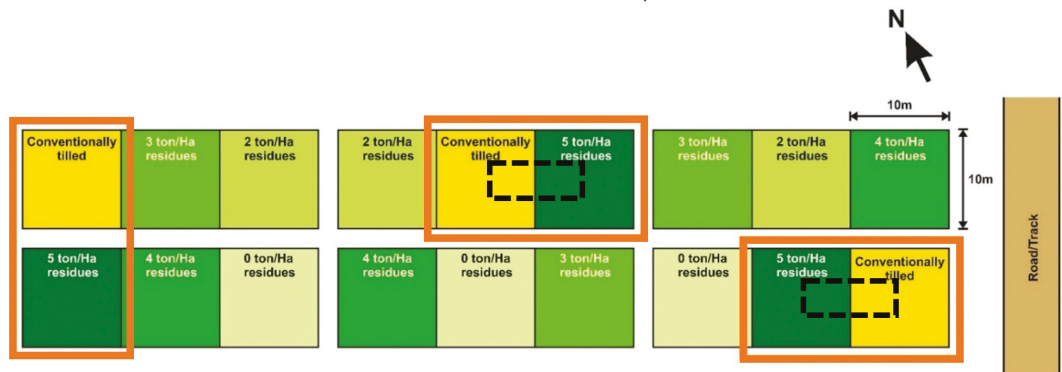 N
10m
Conventionally
tilled
3 ton/Ha
residues
2 ton/Ha
residues
2 ton/Ha
residues
Conventionally
tilled
5 ton/Ha
residues
3 ton/Ha
residues
2 ton/Ha
residues
4 ton/Ha
residues
10m
5 ton/Ha
residues
4 ton/Ha
residues
0 ton/Ha
residues
4 ton/Ha
residues
0 ton/Ha
residues
3 ton/Ha
residues
0 ton/Ha
residues
5 ton/Ha
residues
Conventionally
tilled
Road/Track